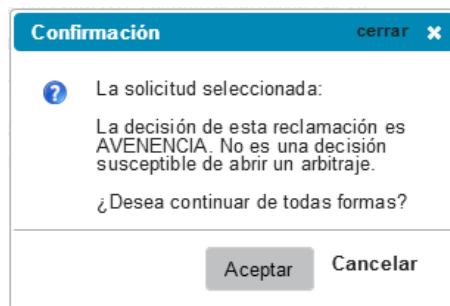 Confirmación cerrar ×
La solicitud seleccionada:
La decisión de esta reclamación es
AVENENCIA. No es una decisión
susceptible de abrir un arbitraje.
¿Desea continuar de todas formas?
Aceptar Cancelar